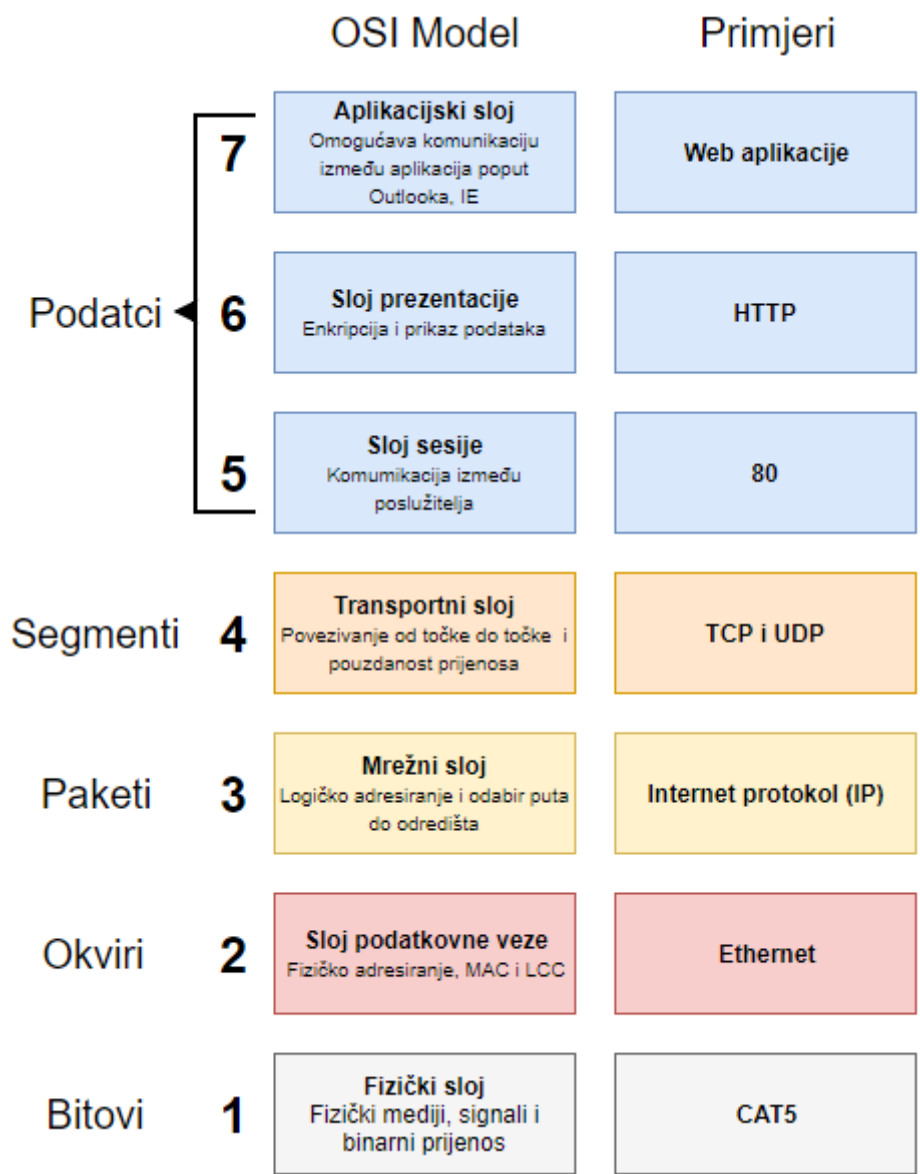 OSI Model
Primjeri
7
Aplikacijski sloj
Omogućava komunikaciju
između aplikacija poput
Outlooka, IE
Web aplikacije
Podatci
6
Sloj prezentacije
Enkripcija i prikaz podataka
HTTP
5
Sloj sesije
Komumikacija između
poslužitelja
80
Segmenti
4
Transportni sloj
Povezivanje od točke do točke i
pouzdanost prijenosa
TCP i UDP
Paketi
3
Mrežni sloj
Logičko adresiranje i odabir puta
do odredišta
Internet protokol (IP)
Okviri
2
Sloj podatkovne veze
Fizičko adresiranje, MAC i LCC
Ethernet
Bitovi
1
Fizički sloj
Fizički mediji, signali i
binarni prijenos
CAT5